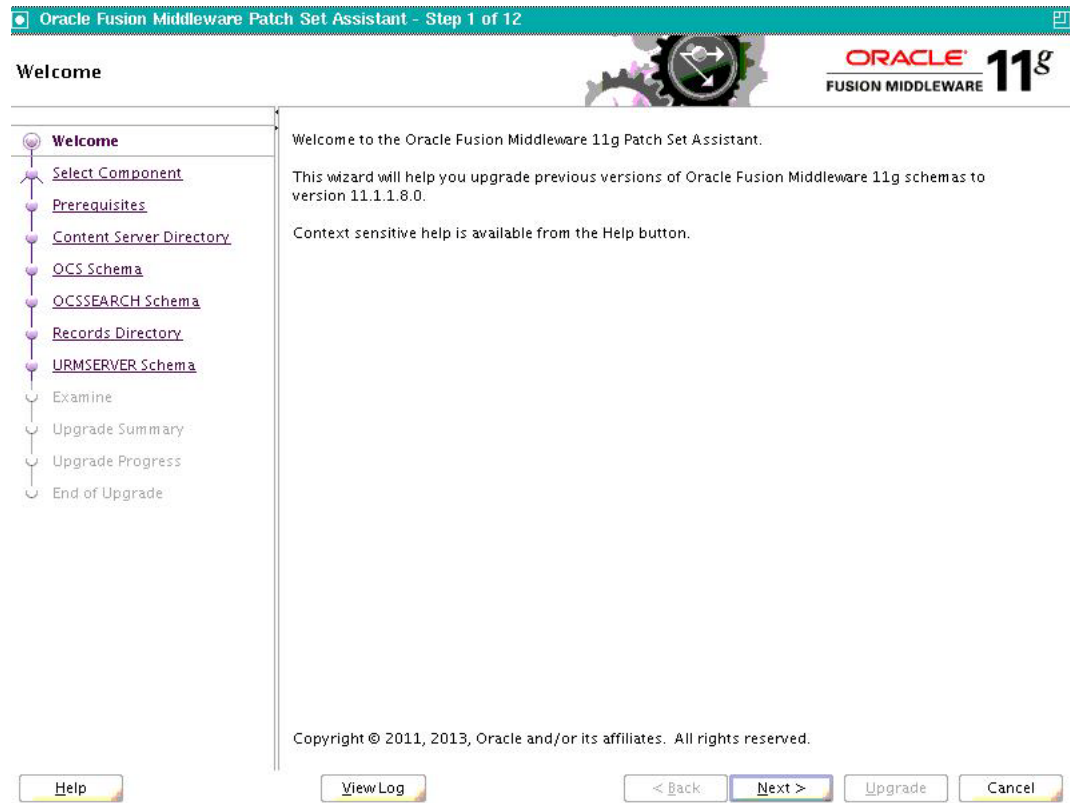 Oracle Fusion Middleware Patch Set Assistant - Step 1 of 12
Welcome
ORACLE
FUSION MIDDLEWARE
11g
Welcome
Select Component
Prerequisites
Content Server Directory
OCS Schema
OCSSEARCH Schema
Records Directory
URMSERVER Schema
Examine
Upgrade Summary
Upgrade Progress
End of Upgrade
Welcome to the Oracle Fusion Middleware 11g Patch Set Assistant.
This wizard will help you upgrade previous versions of Oracle Fusion Middleware 11g schemas to
version 11.1.1.8.0.
Context sensitive help is available from the Help button.
Copyright © 2011, 2013, Oracle and/or its affiliates. All rights reserved.
Help
View Log
< Back
Next >
Upgrade
Cancel